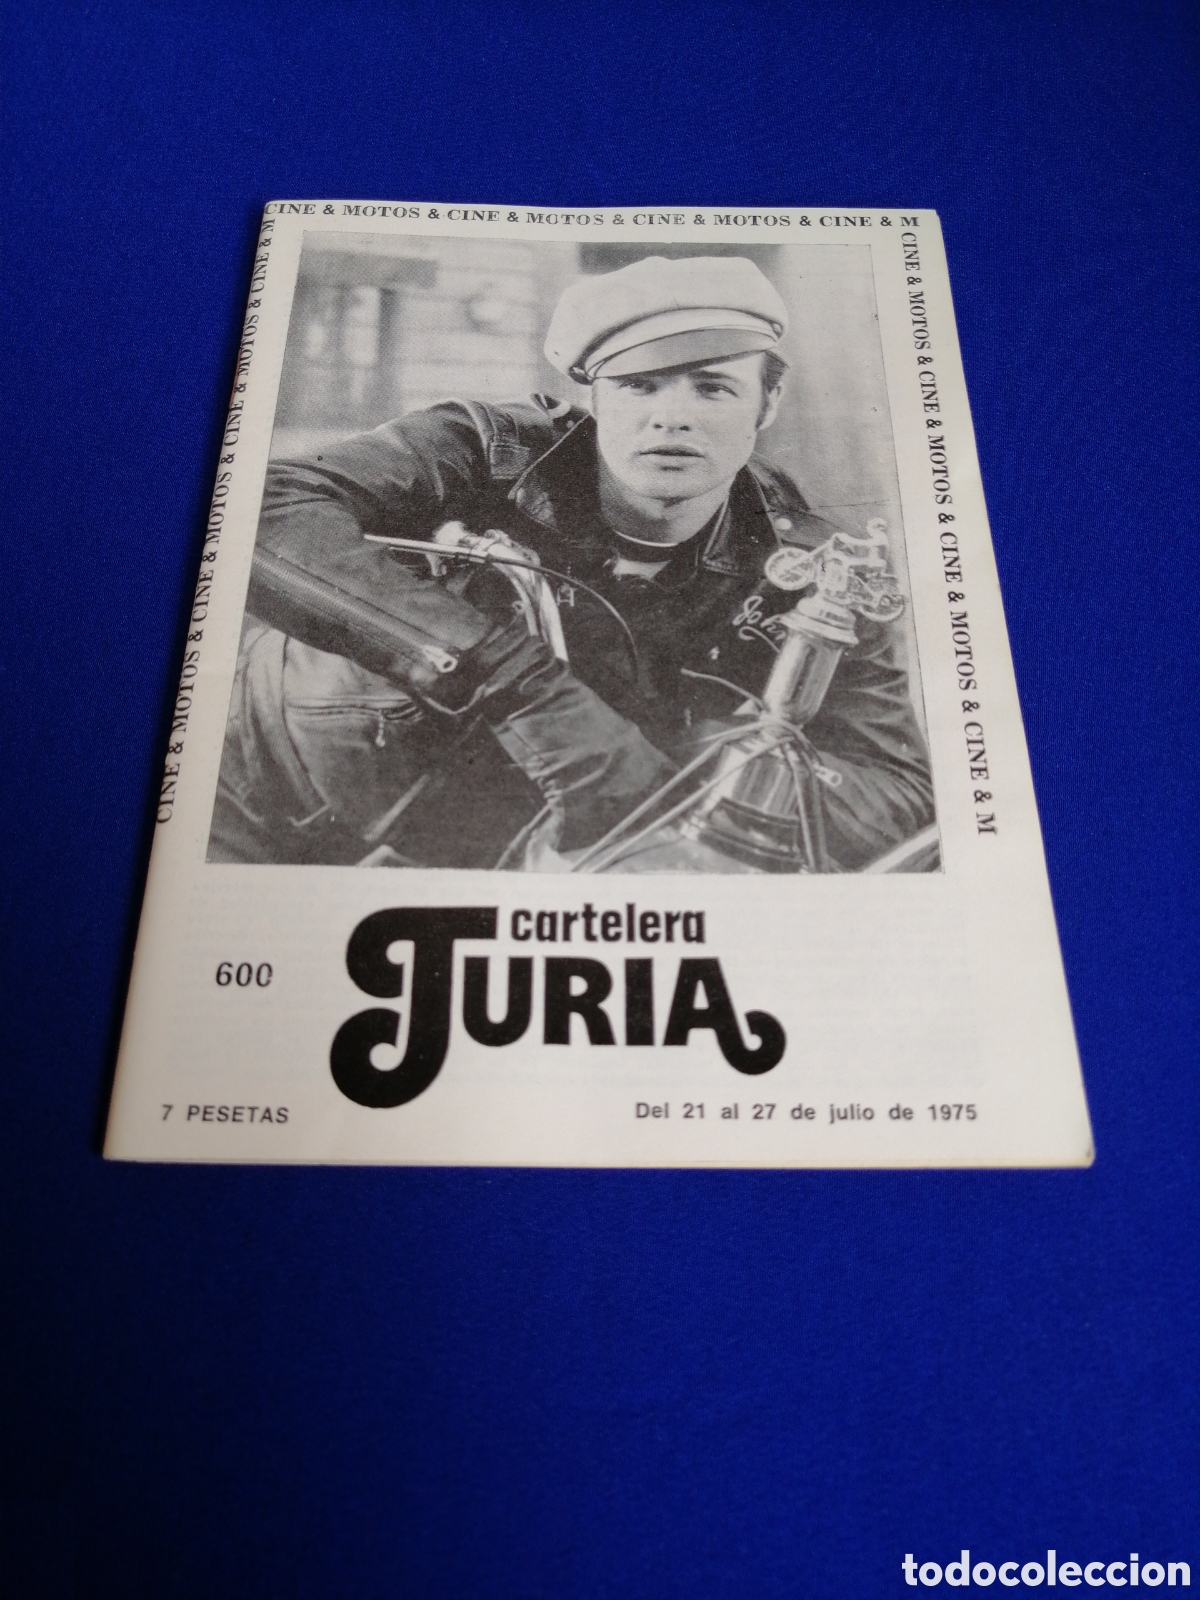 CINE & MOTOS & CINE & MOTOS & CINE & MOTOS & CINE & M
CINE & MOTOS & CINE & MOTOS & CINE & MOTOS & CINE & M
CINE & MOTOS & CINE & MOTOS & CINE & MOTOS & CINE & M
John
cartelera
TURIA
600
7 PESETAS
Del 21 al 27 de julio de 1975
todocoleccion